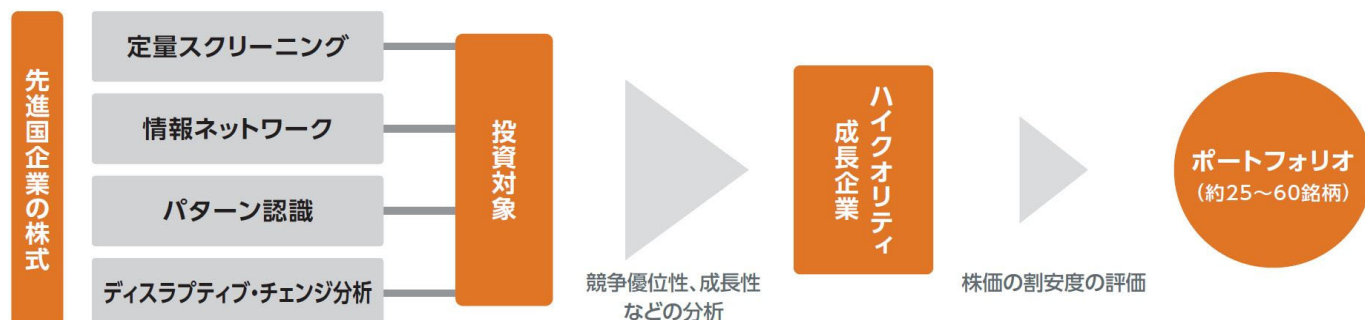 先進国企業の株式
定量スクリーニング
情報ネットワーク
パターン認識
ディスラプティブ・チェンジ分析
投資対象
競争優位性、成長性
などの分析
ハイクオリティ
成長企業
株価の割安度の評価
ポートフォリオ
(約25〜60銘柄)